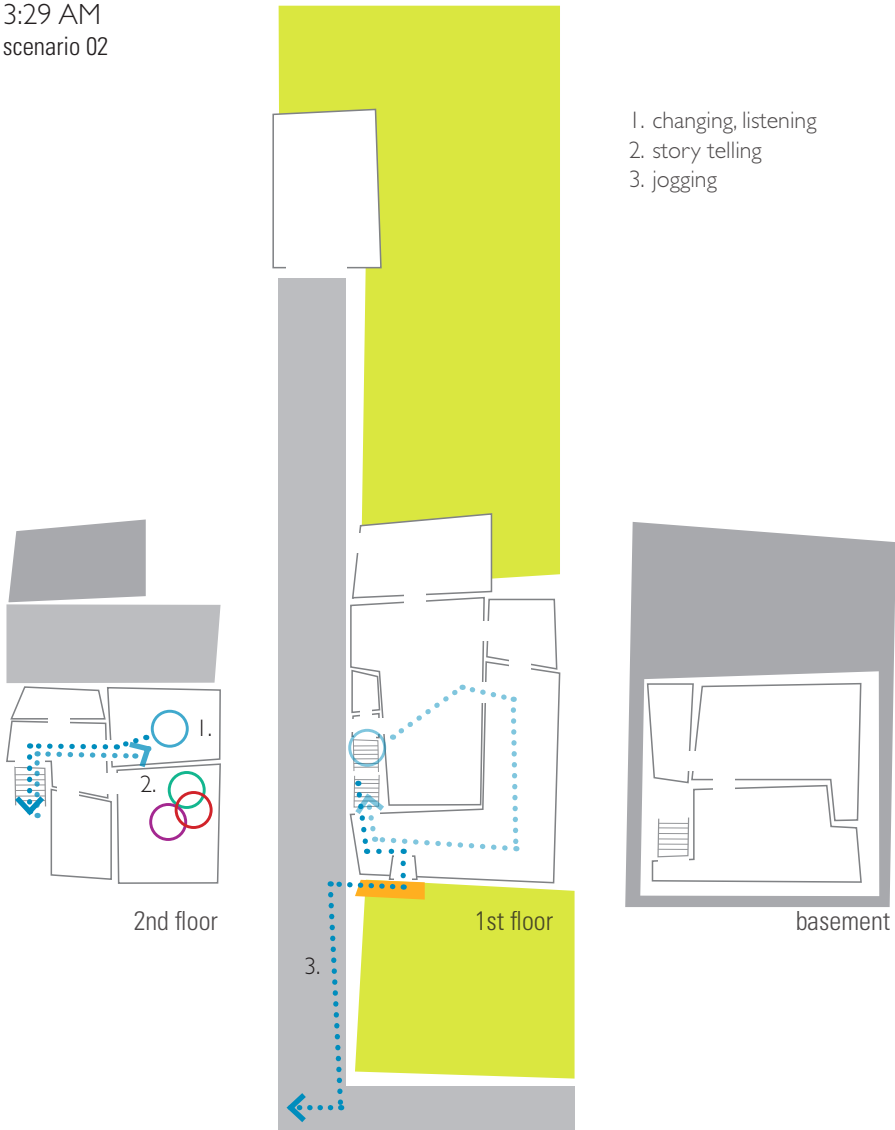 3:29 AM
scenario 02
1. changing, listening
2. story telling
3. jogging
1.
2.
2nd floor
1st floor
basement
3.